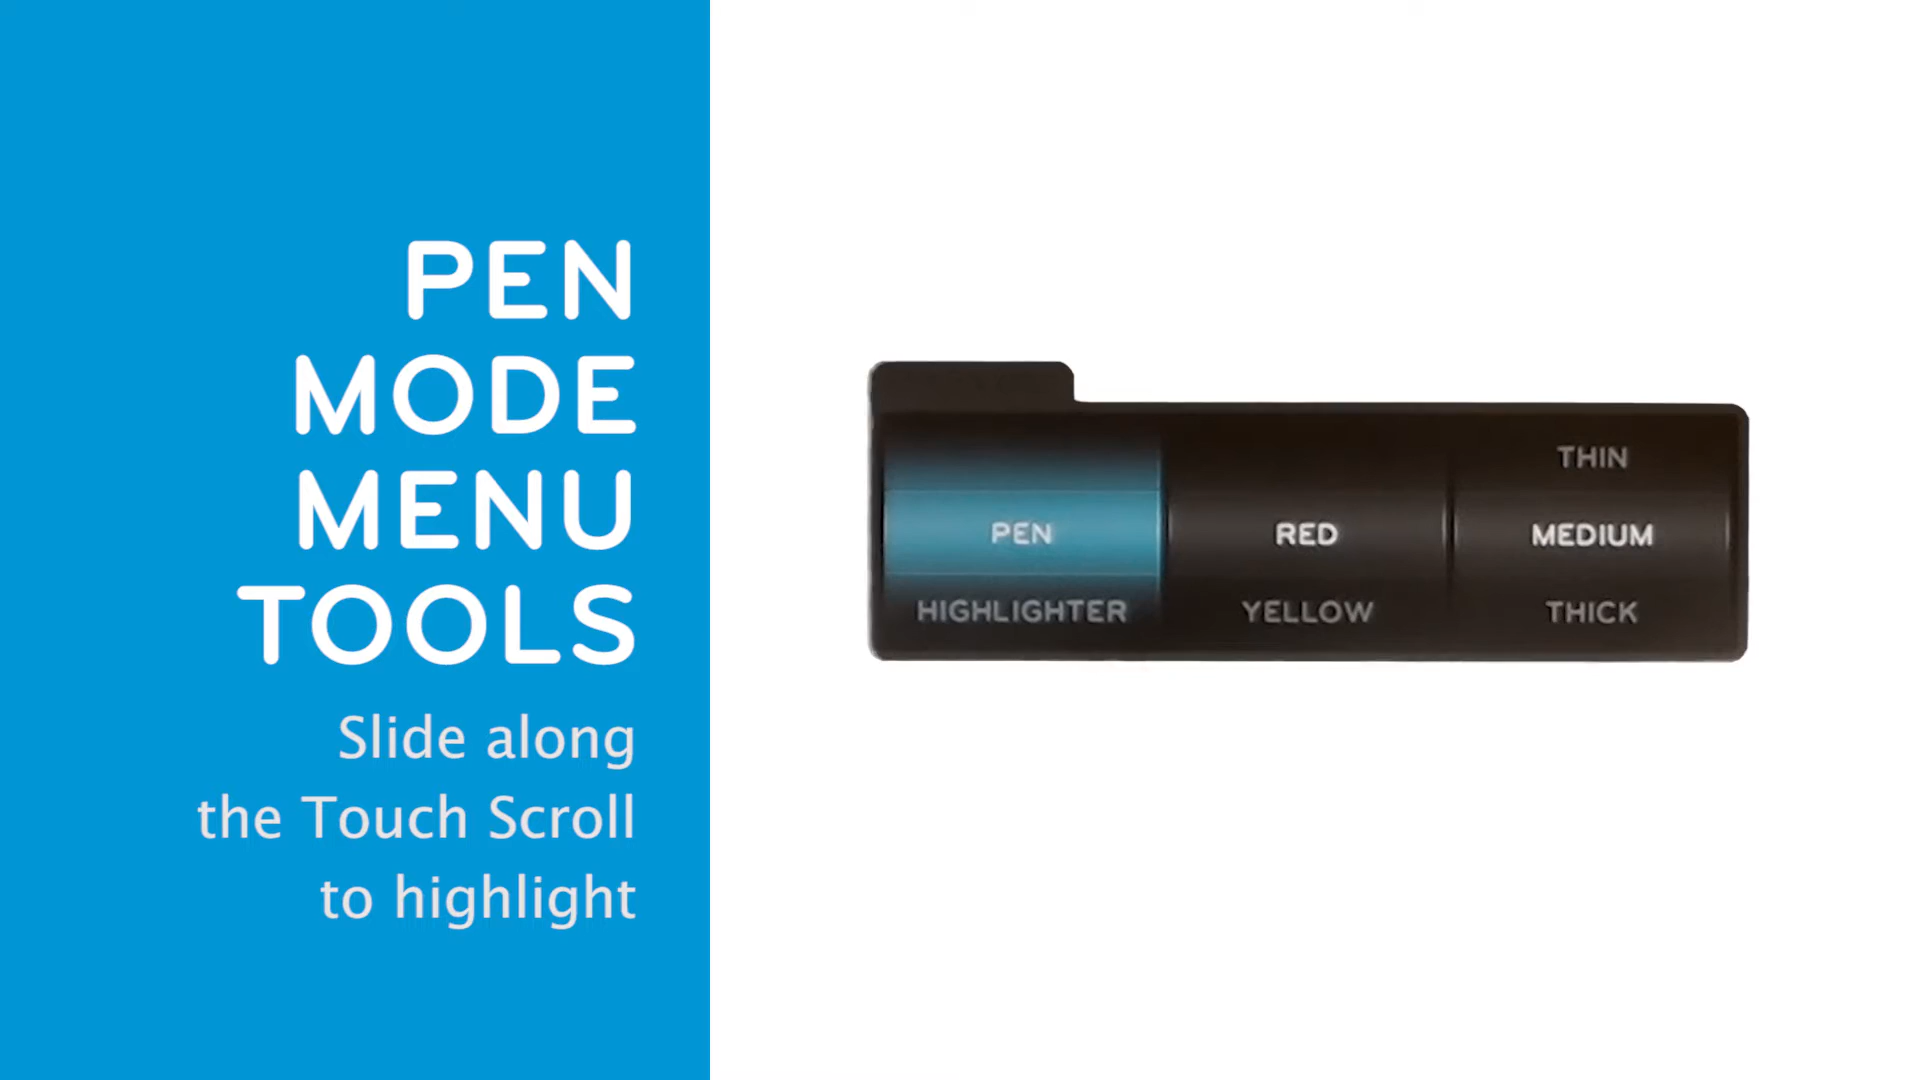 PEN
MODE
MENU
TOOLS
Slide along
the Touch Scroll
to highlight
THIN
PEN RED MEDIUM
HIGHLIGHTER YELLOW THICK